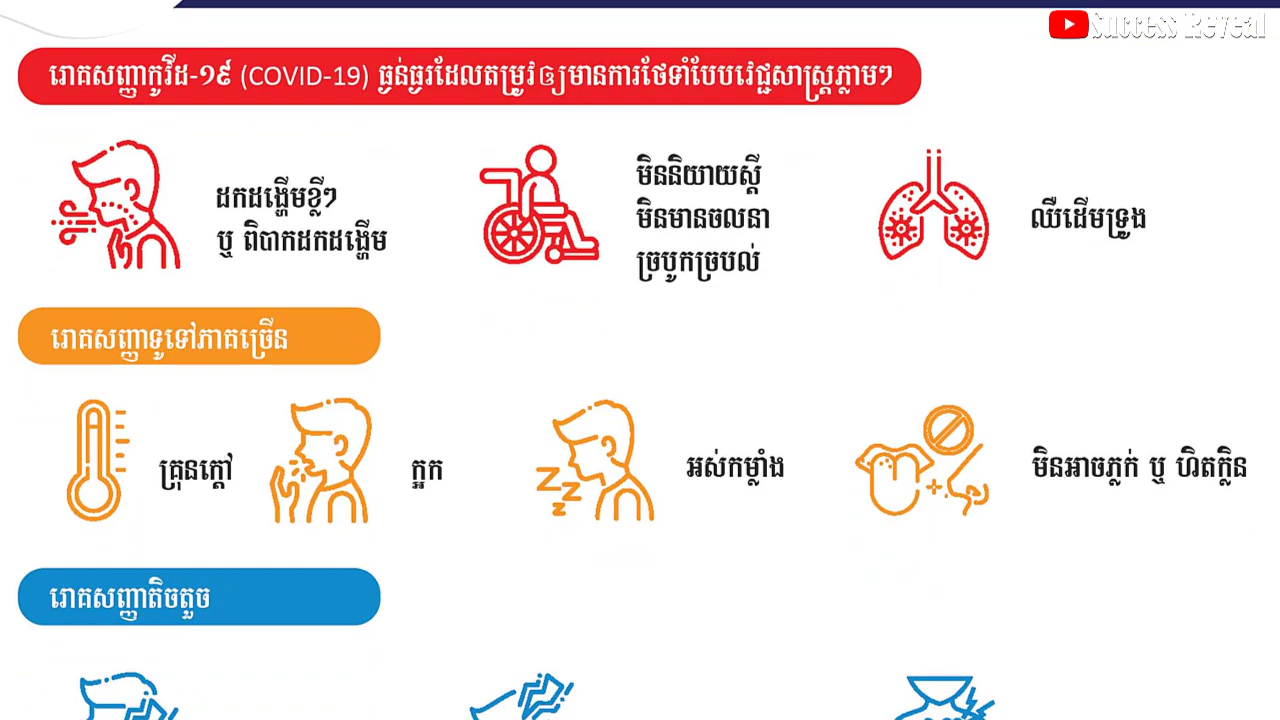 Success Reveal
រោគសញ្ញាកូវីដ-១៩ (COVID-19) ធ្ងន់ធ្ងរដែលតម្រូវឲ្យមានការថែទាំបែបវេជ្ជសាស្ត្រភ្លាមៗ
ដកដង្ហើមខ្លីៗ
ឬ ពិបាកដកដង្ហើម
មិននិយាយស្តី
មិនមានចលនា
ច្របូកច្របល់
ឈឺដើមទ្រូង
រោគសញ្ញាទូទៅភាគច្រើន
គ្រុនក្តៅ
ក្អក
អស់កម្លាំង
មិនអាចភ្លក់ ឬ ហិតក្លិន
រោគសញ្ញាតិចតួច